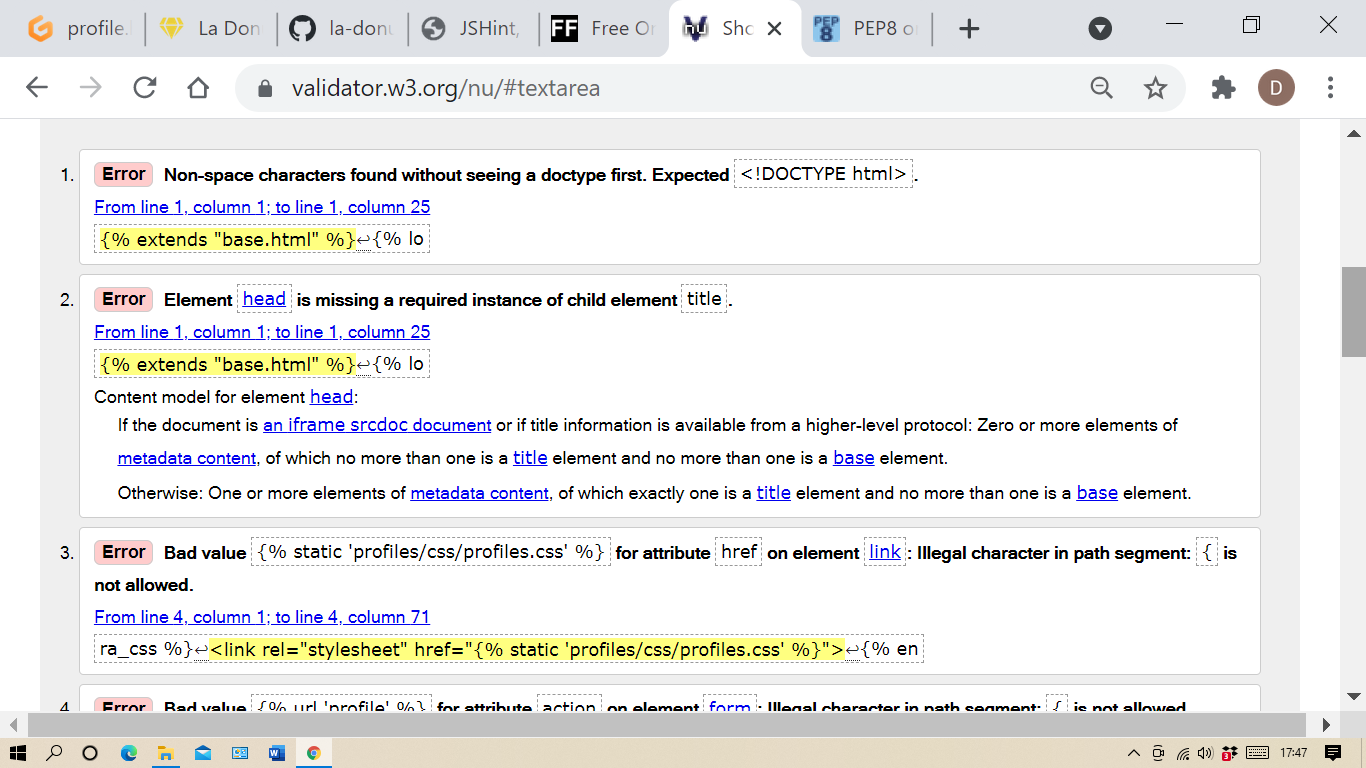 profile.
La Don
la-donu
JSHint,
FF
Free Or
nu
Sho
PEP 8
PEP8 o
validator.w3.org/nu/#textarea
D
1. Error Non-space characters found without seeing a doctype first. Expected <!DOCTYPE html>.
From line 1, column 1; to line 1, column 25
{% extends "base.html" %}↩{% lo
2. Error Element head is missing a required instance of child element title.
From line 1, column 1; to line 1, column 25
{% extends "base.html" %}↩{% lo
Content model for element head:
If the document is an iframe srcdoc document or if title information is available from a higher-level protocol: Zero or more elements of
metadata content, of which no more than one is a title element and no more than one is a base element.
Otherwise: One or more elements of metadata content, of which exactly one is a title element and no more than one is a base element.
3. Error Bad value {% static 'profiles/css/profiles.css' %} for attribute href on element link: Illegal character in path segment: { is
not allowed.
From line 4, column 1; to line 4, column 71
ra_css %}↩<link rel="stylesheet" href="{% static 'profiles/css/profiles.css' %}">↩{% en
4. Error Bad value {% url 'profile' %} for attribute action on element form: Illegal character in path segment: { is not allowed.
3
17:47